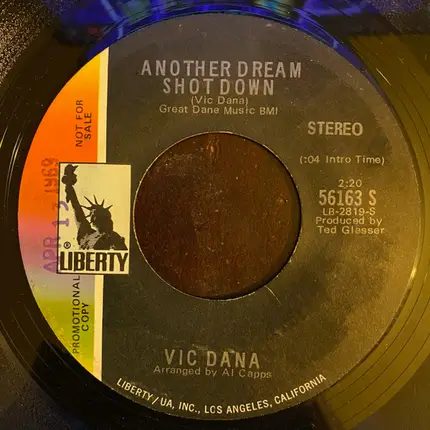 ANOTHER DREAM
SHOT DOWN
(Vic Dana)
Great Dane Music BMI
STEREO
(:04 Intro Time)
2:20
56163 S
LB-2819-S
Produced by
Ted Glasser
NOT FOR
SALE
APR 1 1969
® LIBERTY
PROMOTIONAL
COPY
VIC DANA
Arranged by Al Capps
LIBERTY/UA, INC., LOS ANGELES, CALIFORNIA